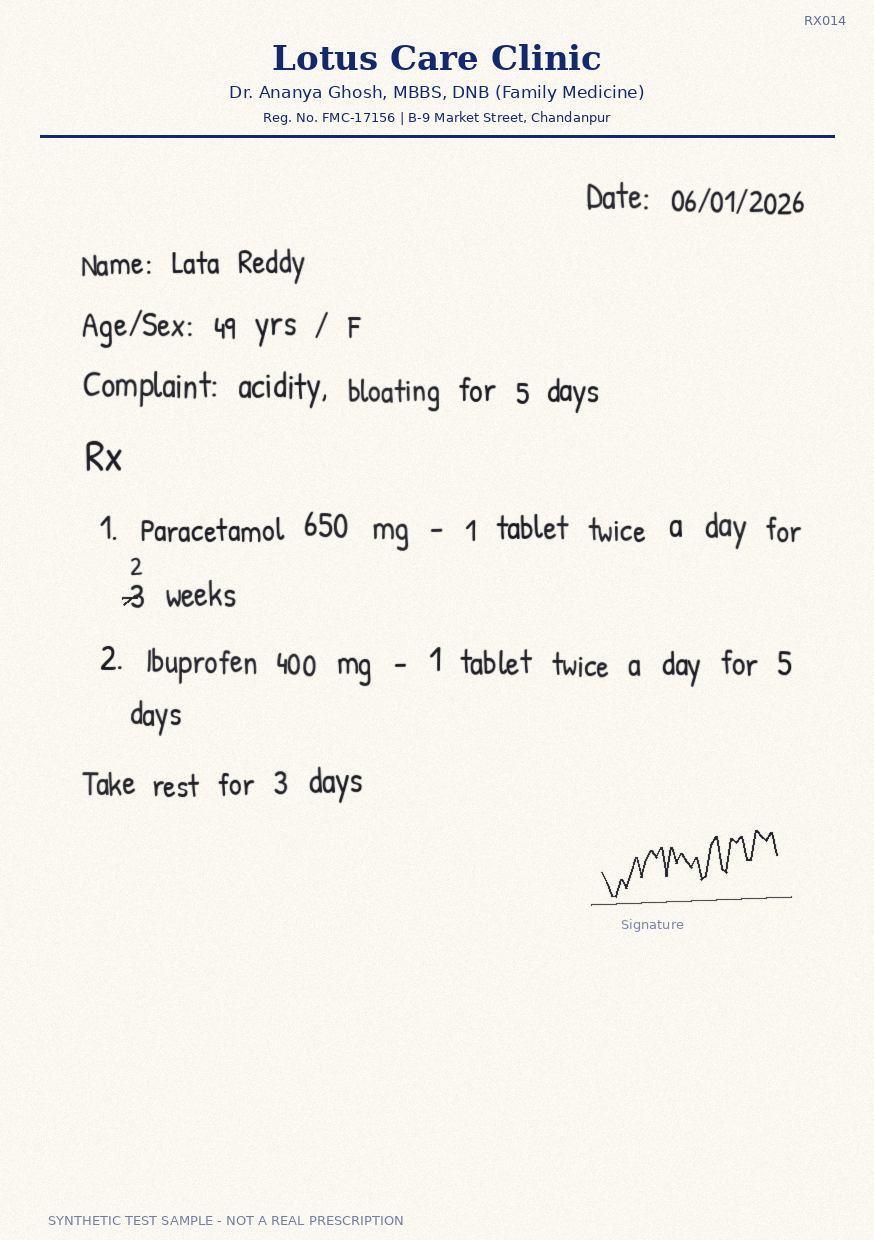 RX014
Lotus Care Clinic
Dr. Ananya Ghosh, MBBS, DNB (Family Medicine)
Reg. No. FMC-17156 | B-9 Market Street, Chandanpur
Date: 06/01/2026
Name: Lata Reddy
Age/Sex: 49 yrs / F
Complaint: acidity, bloating for 5 days
Rx
1. Paracetamol 650 mg - 1 tablet twice a day for
2
3 weeks
2. Ibuprofen 400 mg - 1 tablet twice a day for 5
days
Take rest for 3 days
Signature
SYNTHETIC TEST SAMPLE - NOT A REAL PRESCRIPTION